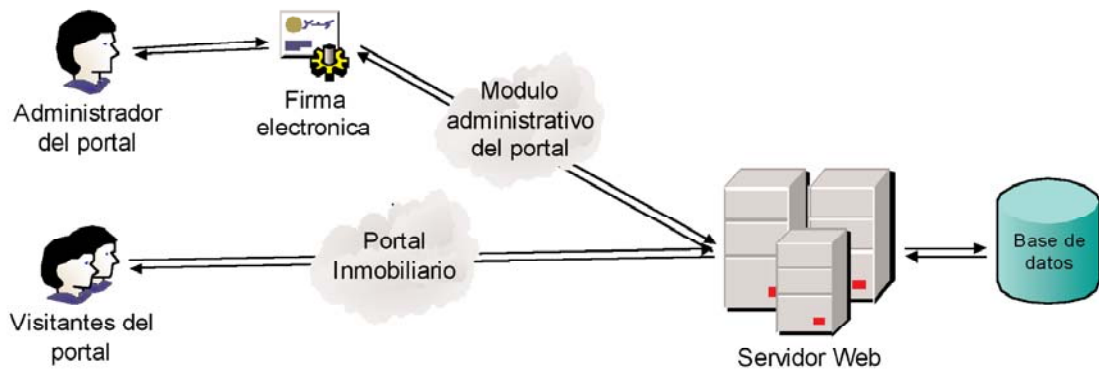 Administrador
del portal
Firma
electronica
Modulo
administrativo
del portal
Visitantes del
portal
Portal
Inmobiliario
Servidor Web
Base de
datos